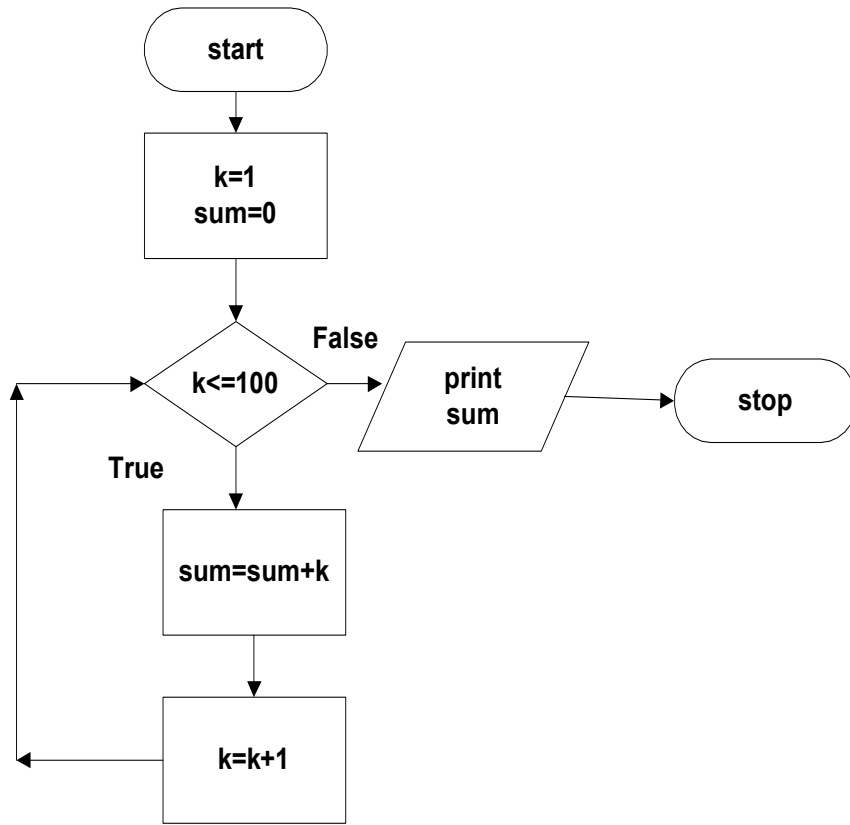 start
k=1
sum=0
k<=100
False
print
sum
stop
True
sum=sum+k
k=k+1